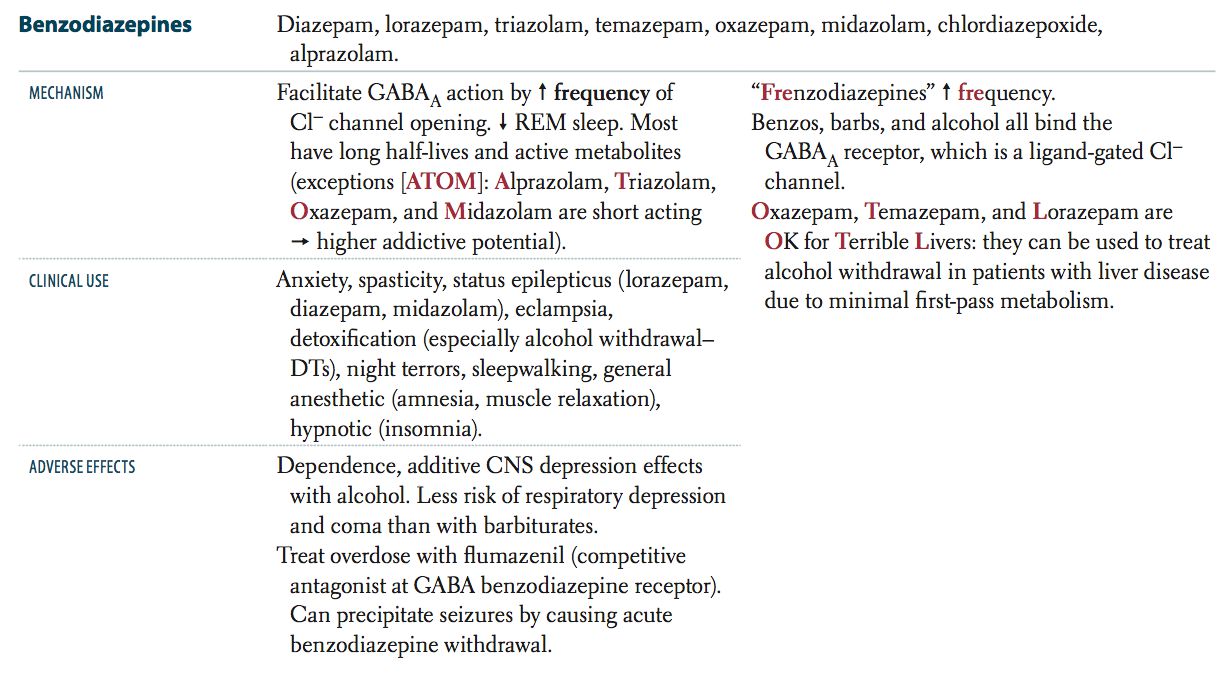 Benzodiazepines
Diazepam, lorazepam, triazolam, temazepam, oxazepam, midazolam, chlordiazepoxide,
alprazolam.
MECHANISM
Facilitate GABAA action by ↑ frequency of
Cl– channel opening. ↓ REM sleep. Most
have long half-lives and active metabolites
(exceptions [ATOM]: Alprazolam, Triazolam,
Oxazepam, and Midazolam are short acting
→ higher addictive potential).
“Frenzodiazepines” ↑ frequency.
Benzos, barbs, and alcohol all bind the
GABAA receptor, which is a ligand-gated Cl–
channel.
Oxazepam, Temazepam, and Lorazepam are
OK for Terrible Livers: they can be used to treat
alcohol withdrawal in patients with liver disease
due to minimal first-pass metabolism.
CLINICAL USE
Anxiety, spasticity, status epilepticus (lorazepam,
diazepam, midazolam), eclampsia,
detoxification (especially alcohol withdrawal–
DTs), night terrors, sleepwalking, general
anesthetic (amnesia, muscle relaxation),
hypnotic (insomnia).
ADVERSE EFFECTS
Dependence, additive CNS depression effects
with alcohol. Less risk of respiratory depression
and coma than with barbiturates.
Treat overdose with flumazenil (competitive
antagonist at GABA benzodiazepine receptor).
Can precipitate seizures by causing acute
benzodiazepine withdrawal.